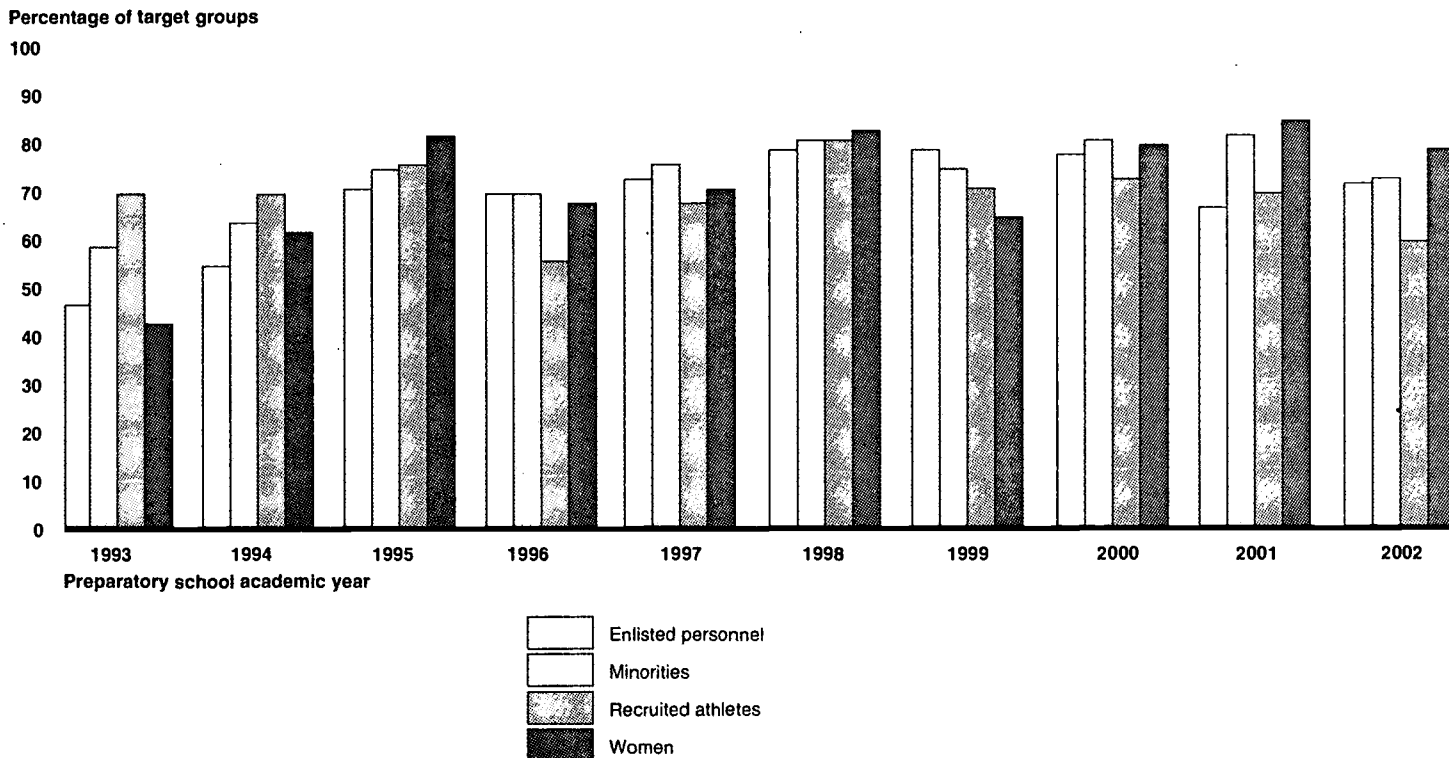 Percentage of target groups
100
90
80
70
60
50
40
30
20
10
0
1993 1994 1995 1996 1997 1998 1999 2000 2001 2002
Preparatory school academic year
Enlisted personnel
Minorities
Recruited athletes
Women